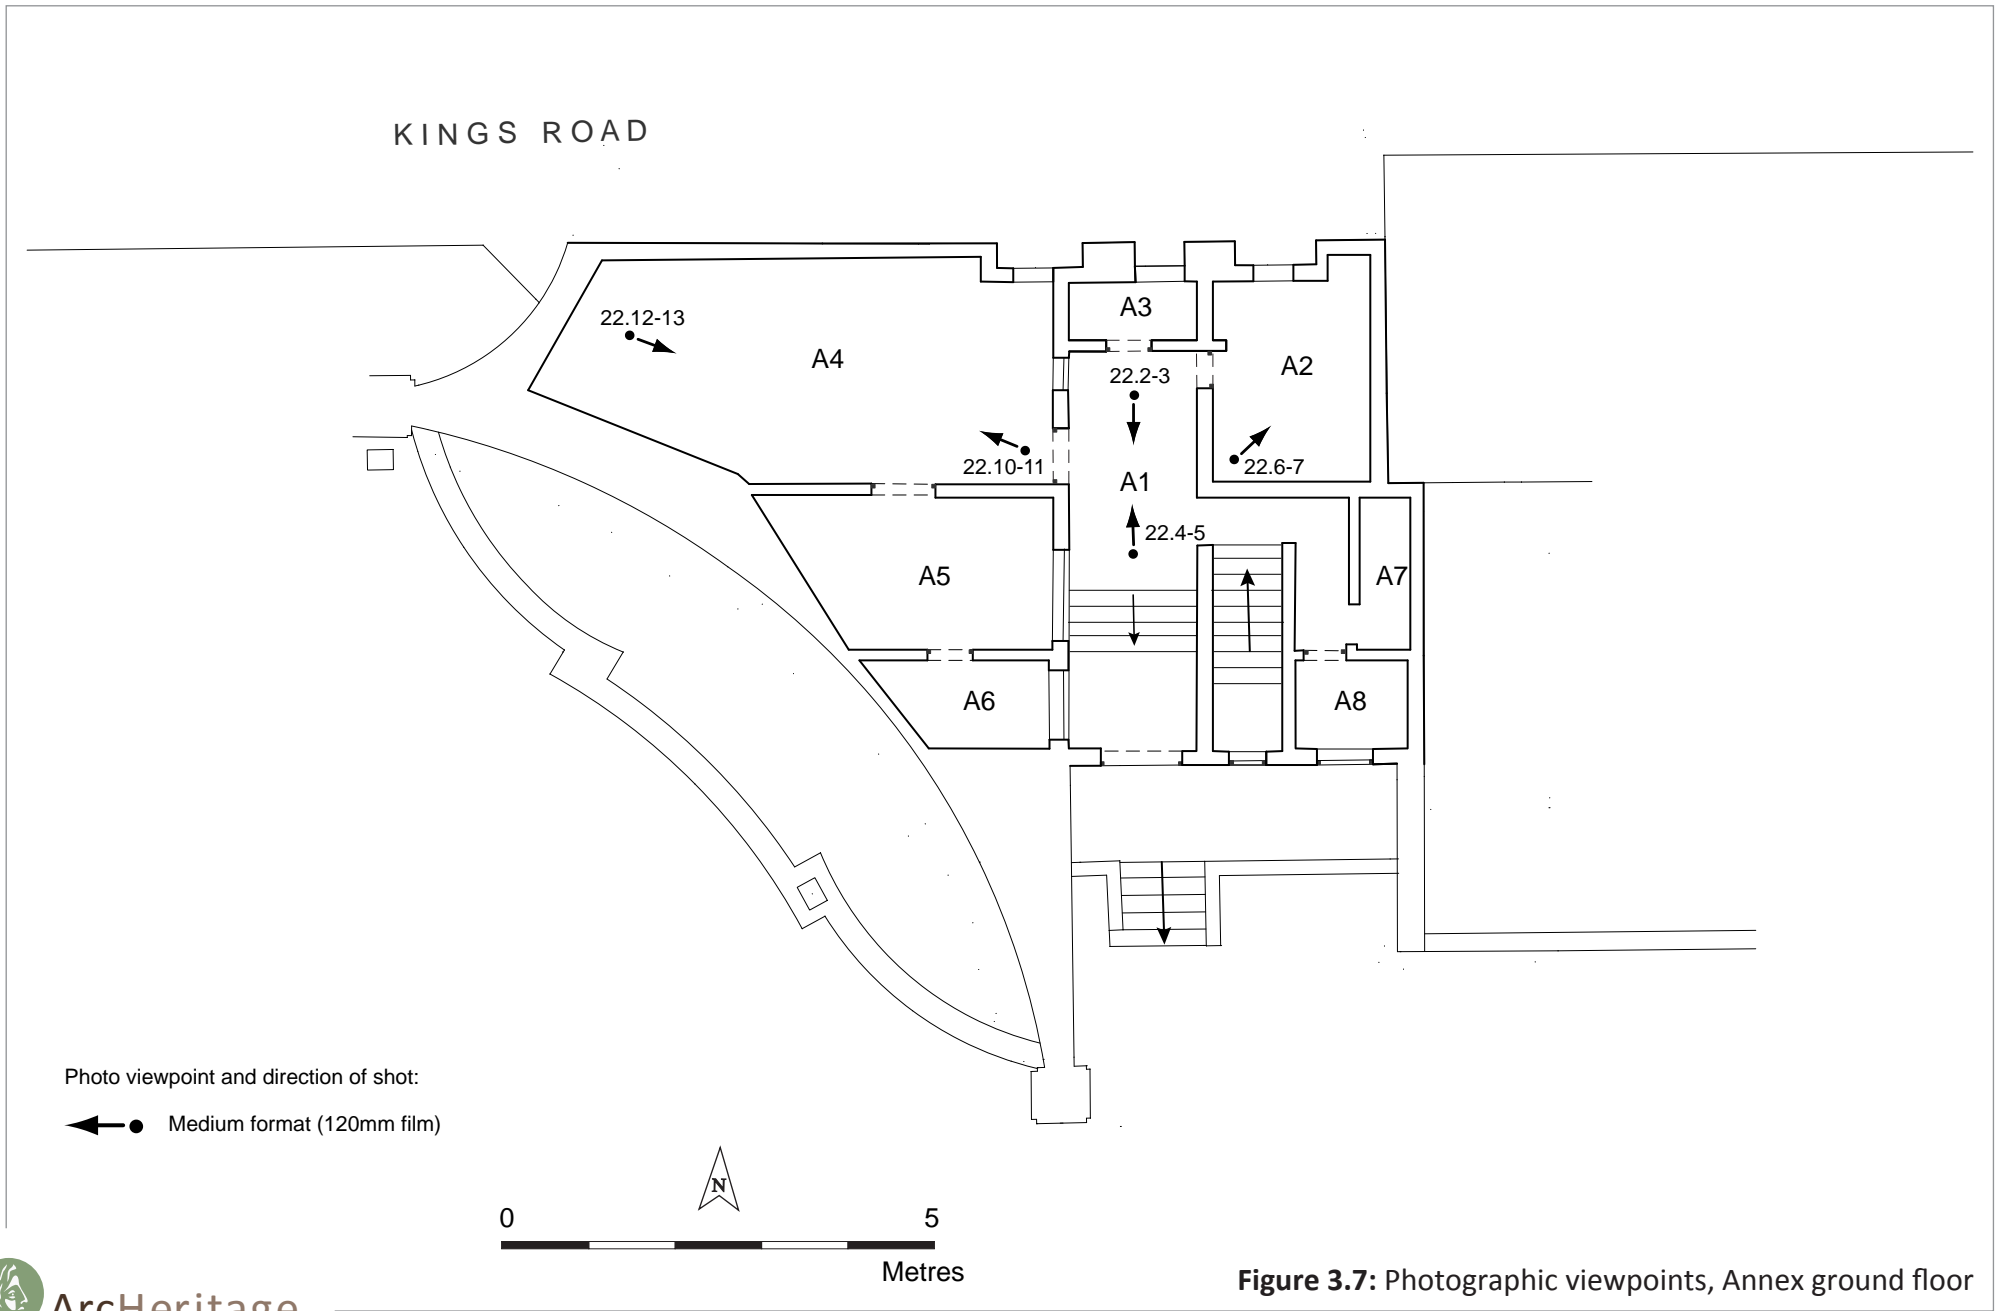 KINGS ROAD
22.12-13
A4
A3
A2
22.2-3
22.10-11
A1
22.6-7
22.4-5
A5
A7
A6
A8
Photo viewpoint and direction of shot:
Medium format (120mm film)
N
0 5
Metres
Figure 3.7: Photographic viewpoints, Annex ground floor
ArcHeritage